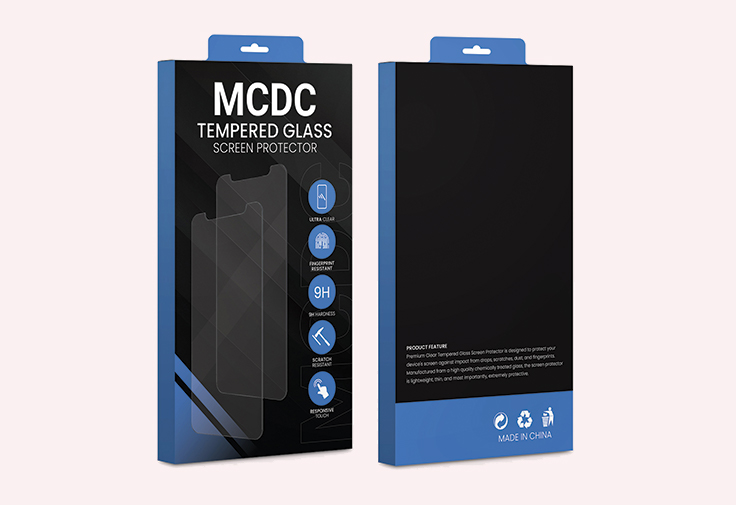 MCDC
TEMPERED GLASS
SCREEN PROTECTOR
ULTRA CLEAR
FINGERPRINT
RESISTANT
9H
9H HARDNESS
SCRATCH
RESISTANT
RESPONSIVE
TOUCH
PRODUCT FEATURE
Premium Clear Tempered Glass Screen Protector is designed to protect your
device's screen against impact from drops, scratches, dust, and fingerprints.
Manufactured from a high quality chemically treated glass, the screen protector
is lightweight, thin, and most importantly, extremely protective.
MADE IN CHINA